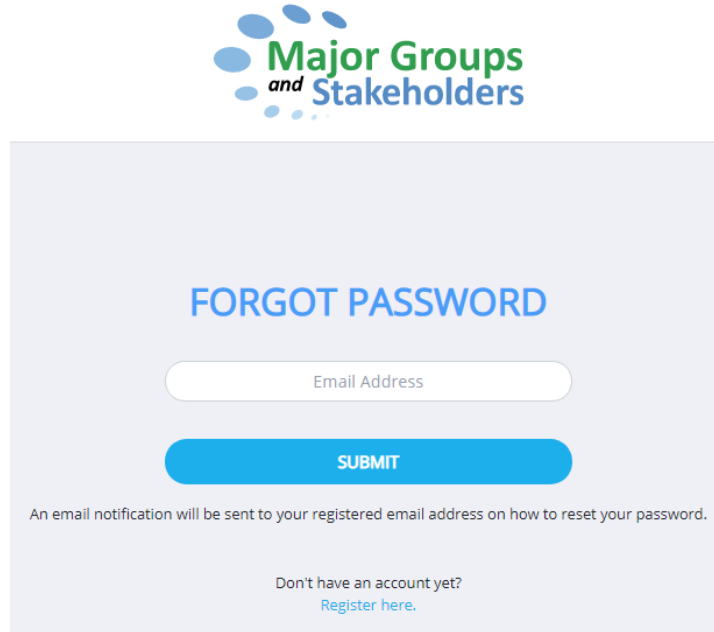 Major Groups
and Stakeholders
FORGOT PASSWORD
Email Address
SUBMIT
An email notification will be sent to your registered email address on how to reset your password.
Don't have an account yet?
Register here.